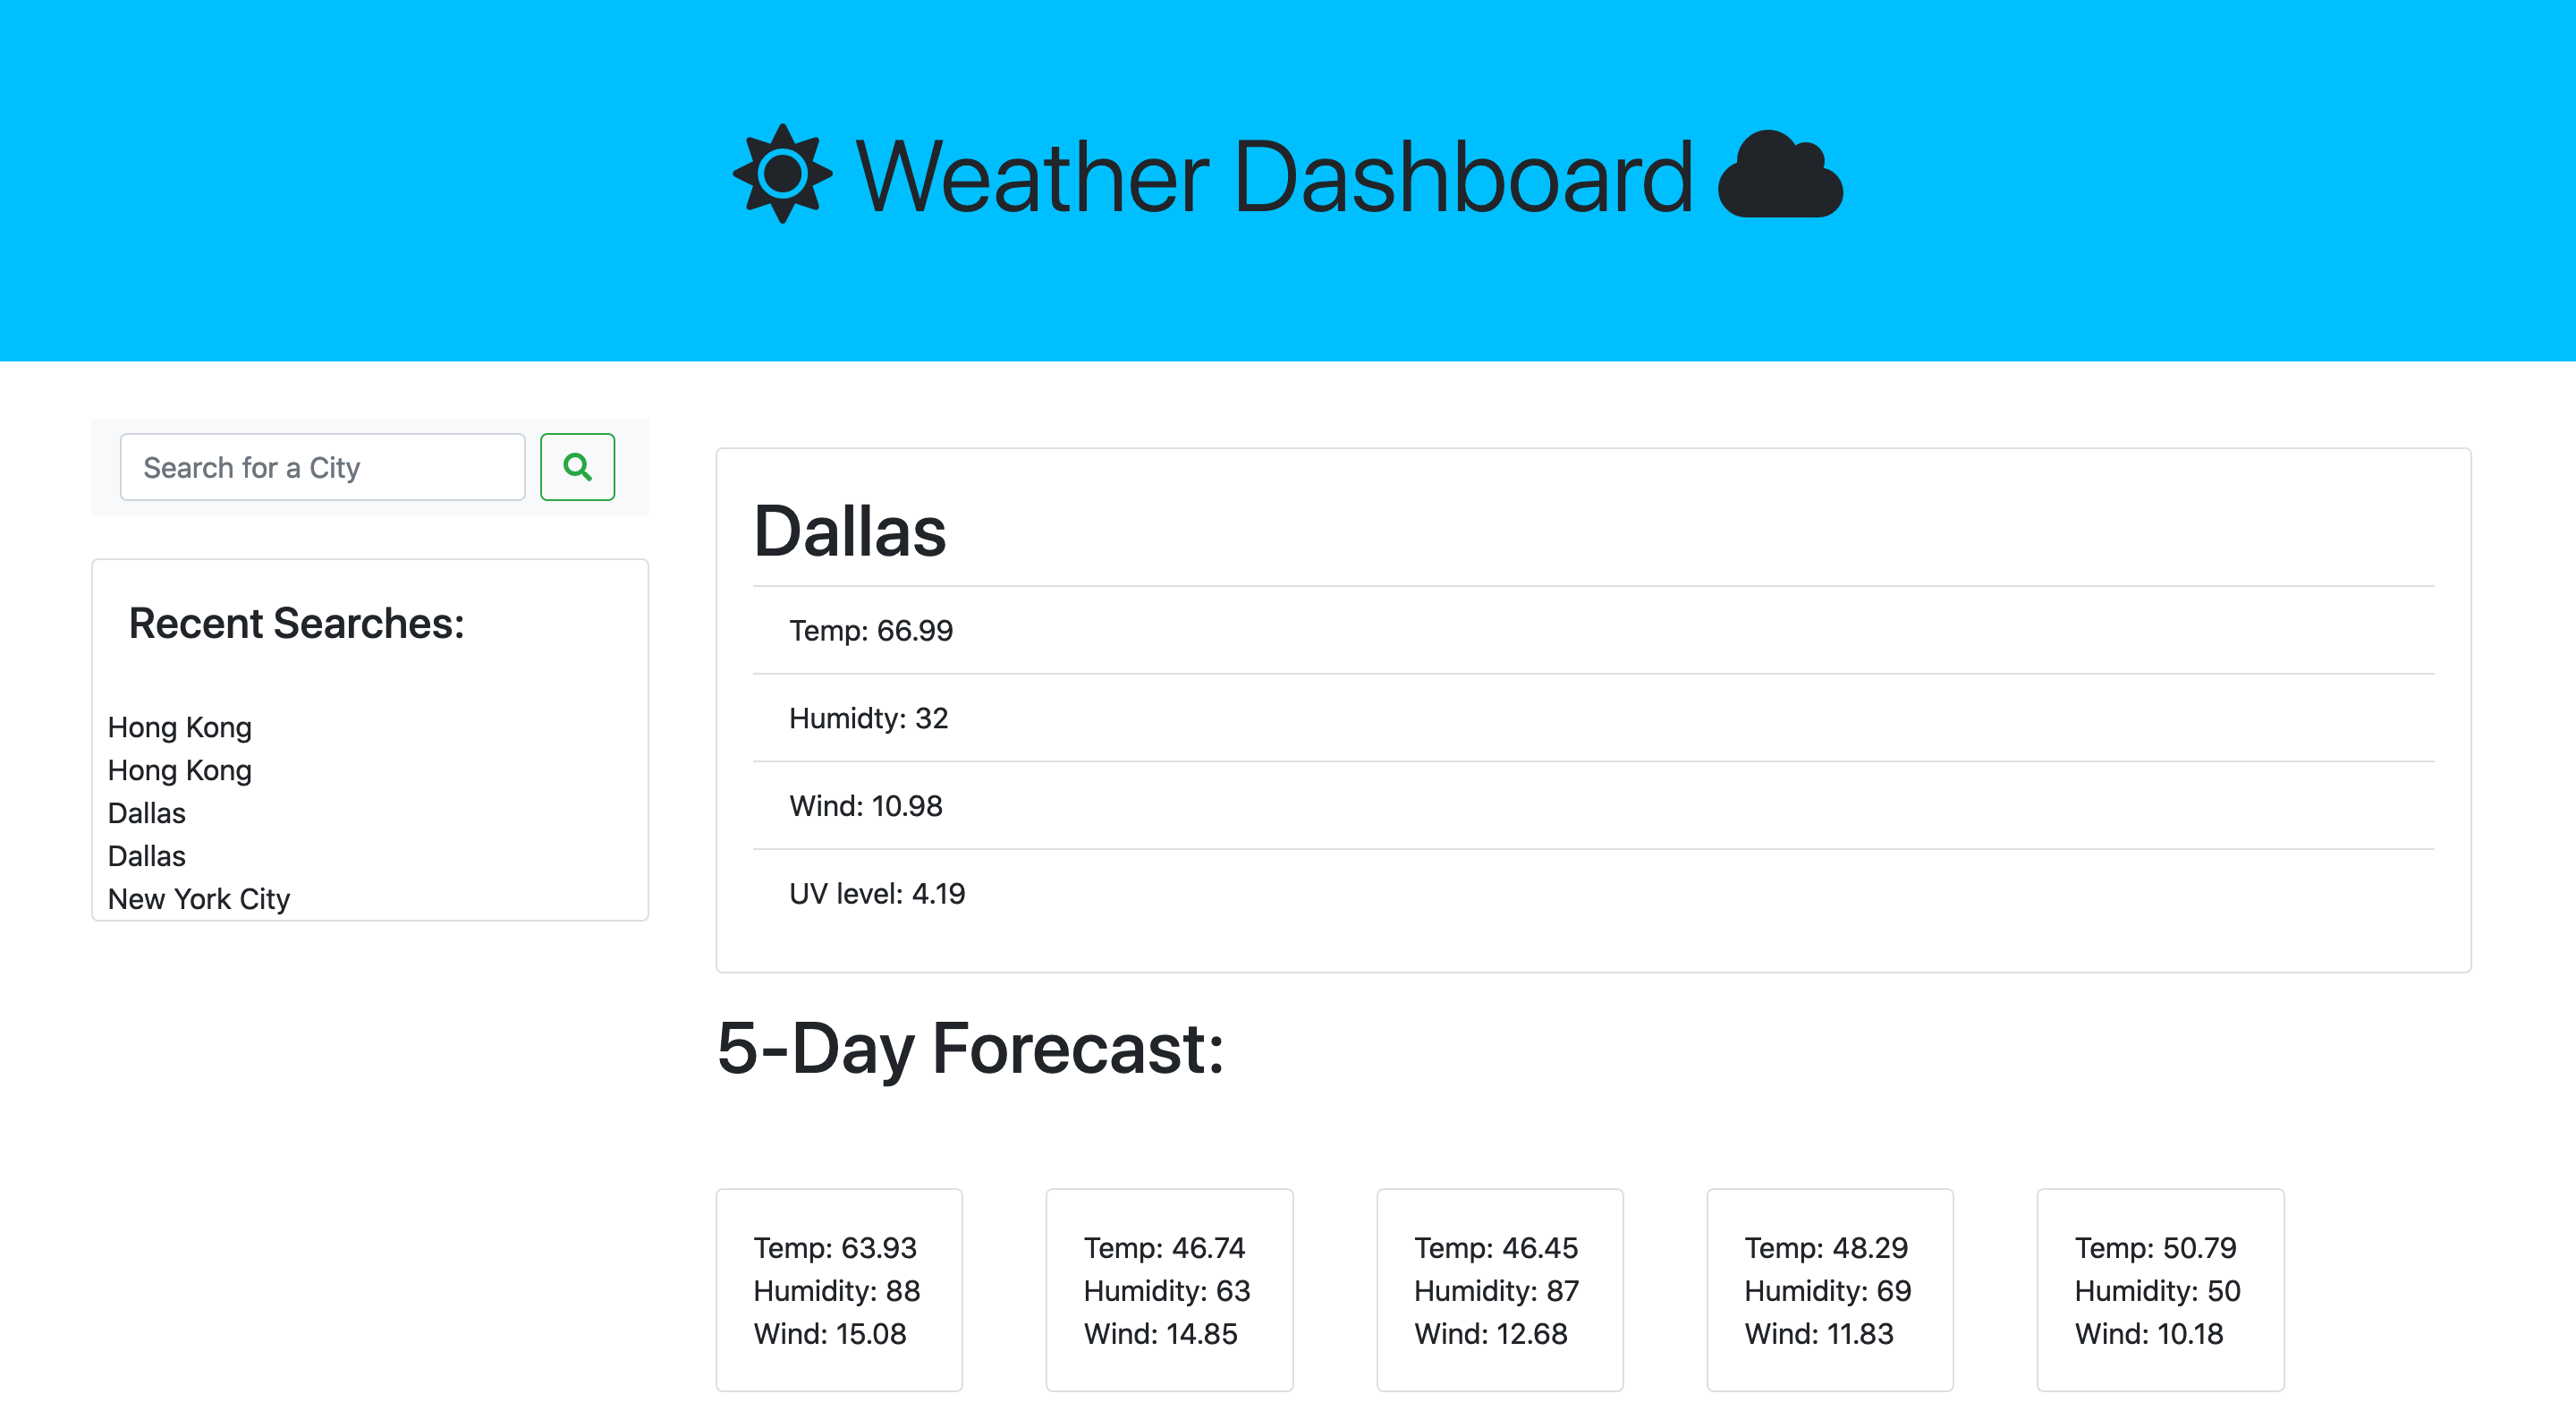 Weather Dashboard
Search for a City
Recent Searches:
Hong Kong
Hong Kong
Dallas
Dallas
New York City
Dallas
Temp: 66.99
Humidty: 32
Wind: 10.98
UV level: 4.19
5-Day Forecast:
Temp: 63.93
Humidity: 88
Wind: 15.08
Temp: 46.74
Humidity: 63
Wind: 14.85
Temp: 46.45
Humidity: 87
Wind: 12.68
Temp: 48.29
Humidity: 69
Wind: 11.83
Temp: 50.79
Humidity: 50
Wind: 10.18